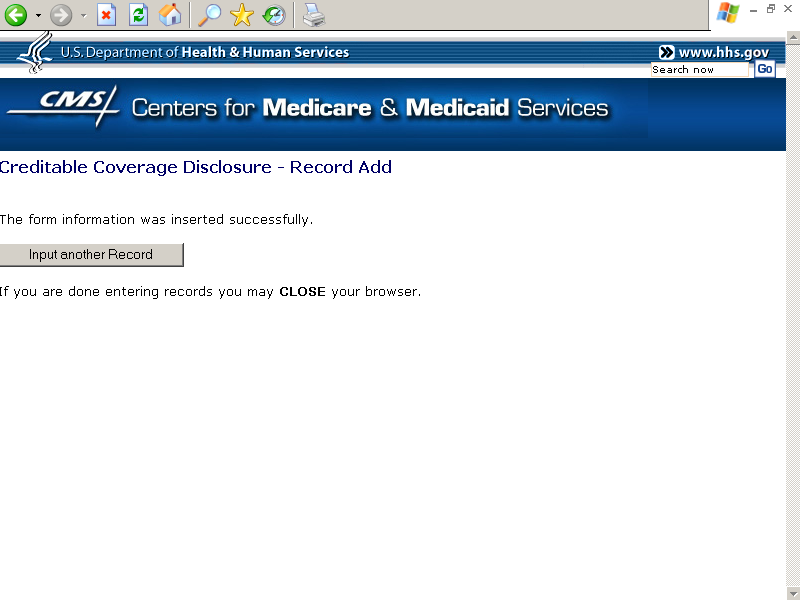 U.S. Department of Health & Human Services
www.hhs.gov
Search now
Go
CMS Centers for Medicare & Medicaid Services
Creditable Coverage Disclosure - Record Add
The form information was inserted successfully.
Input another Record
If you are done entering records you may CLOSE your browser.